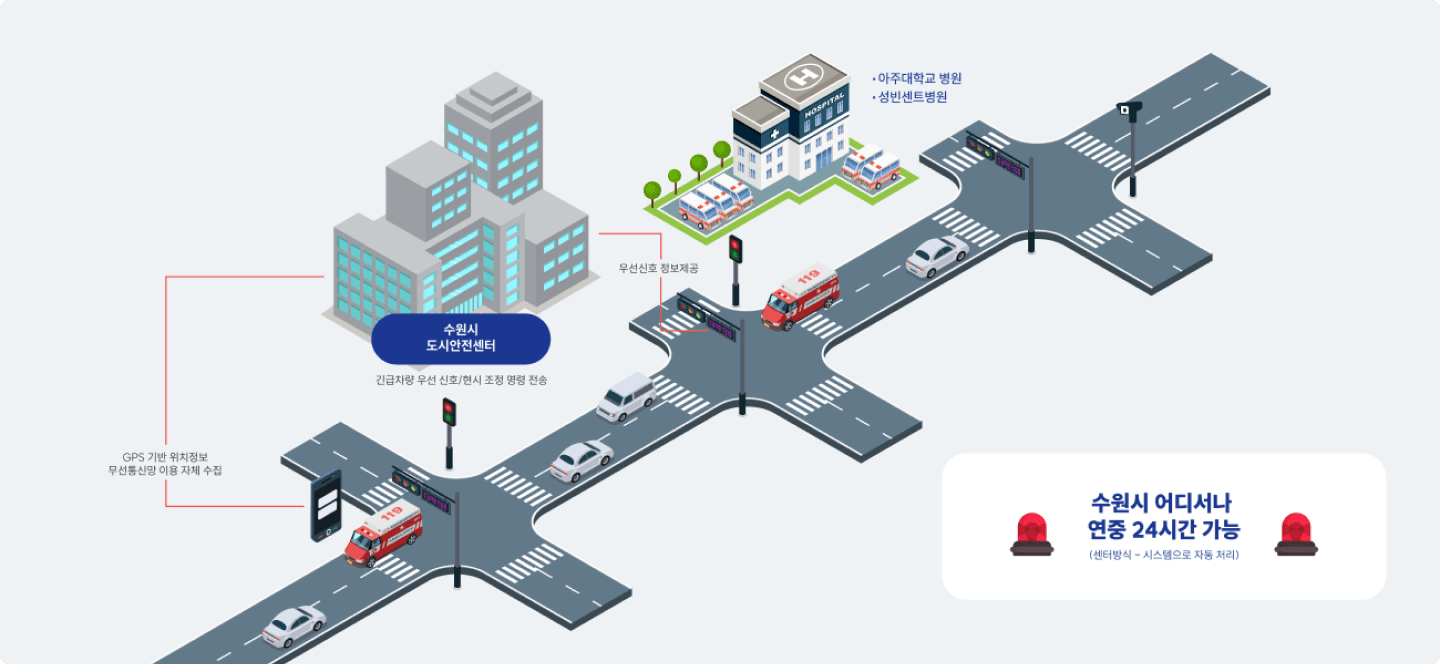 · 아주대학교 병원
· 성빈센트병원
HOSPITAL
H
우선신호 정보제공
119
수원시
도시안전센터
긴급차량 우선 신호/현시 조정 명령 전송
GPS 기반 위치정보
무선통신망 이용 자체 수집
119
수원시 어디서나
연중 24시간 가능
(센터방식 - 시스템으로 자동 처리)